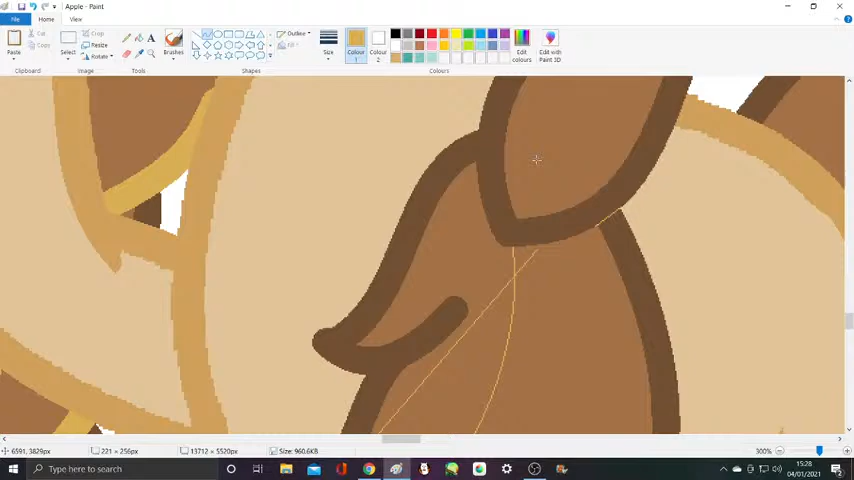 Apple - Paint
File Home View
Paste Cut Copy Select Crop Resize Rotate Brushes Outline Fill Size Colour 1 Colour 2 Edit colours Edit with Paint 3D
Clipboard Image Tools Shapes Colours
6591, 3829px 221 × 256px 13712 × 5520px Size: 960.6KB 300%
Type here to search 15:28
04/01/2021